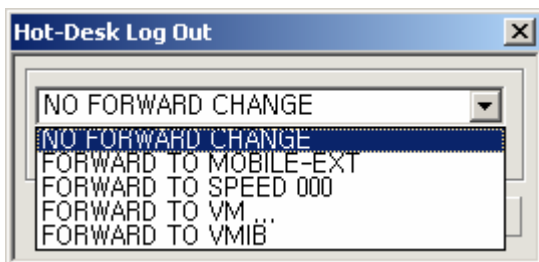 Hot-Desk Log Out
NO FORWARD CHANGE
NO FORWARD CHANGE
FORWARD TO MOBILE-EXT
FORWARD TO SPEED 000
FORWARD TO VM ...
FORWARD TO VMIB